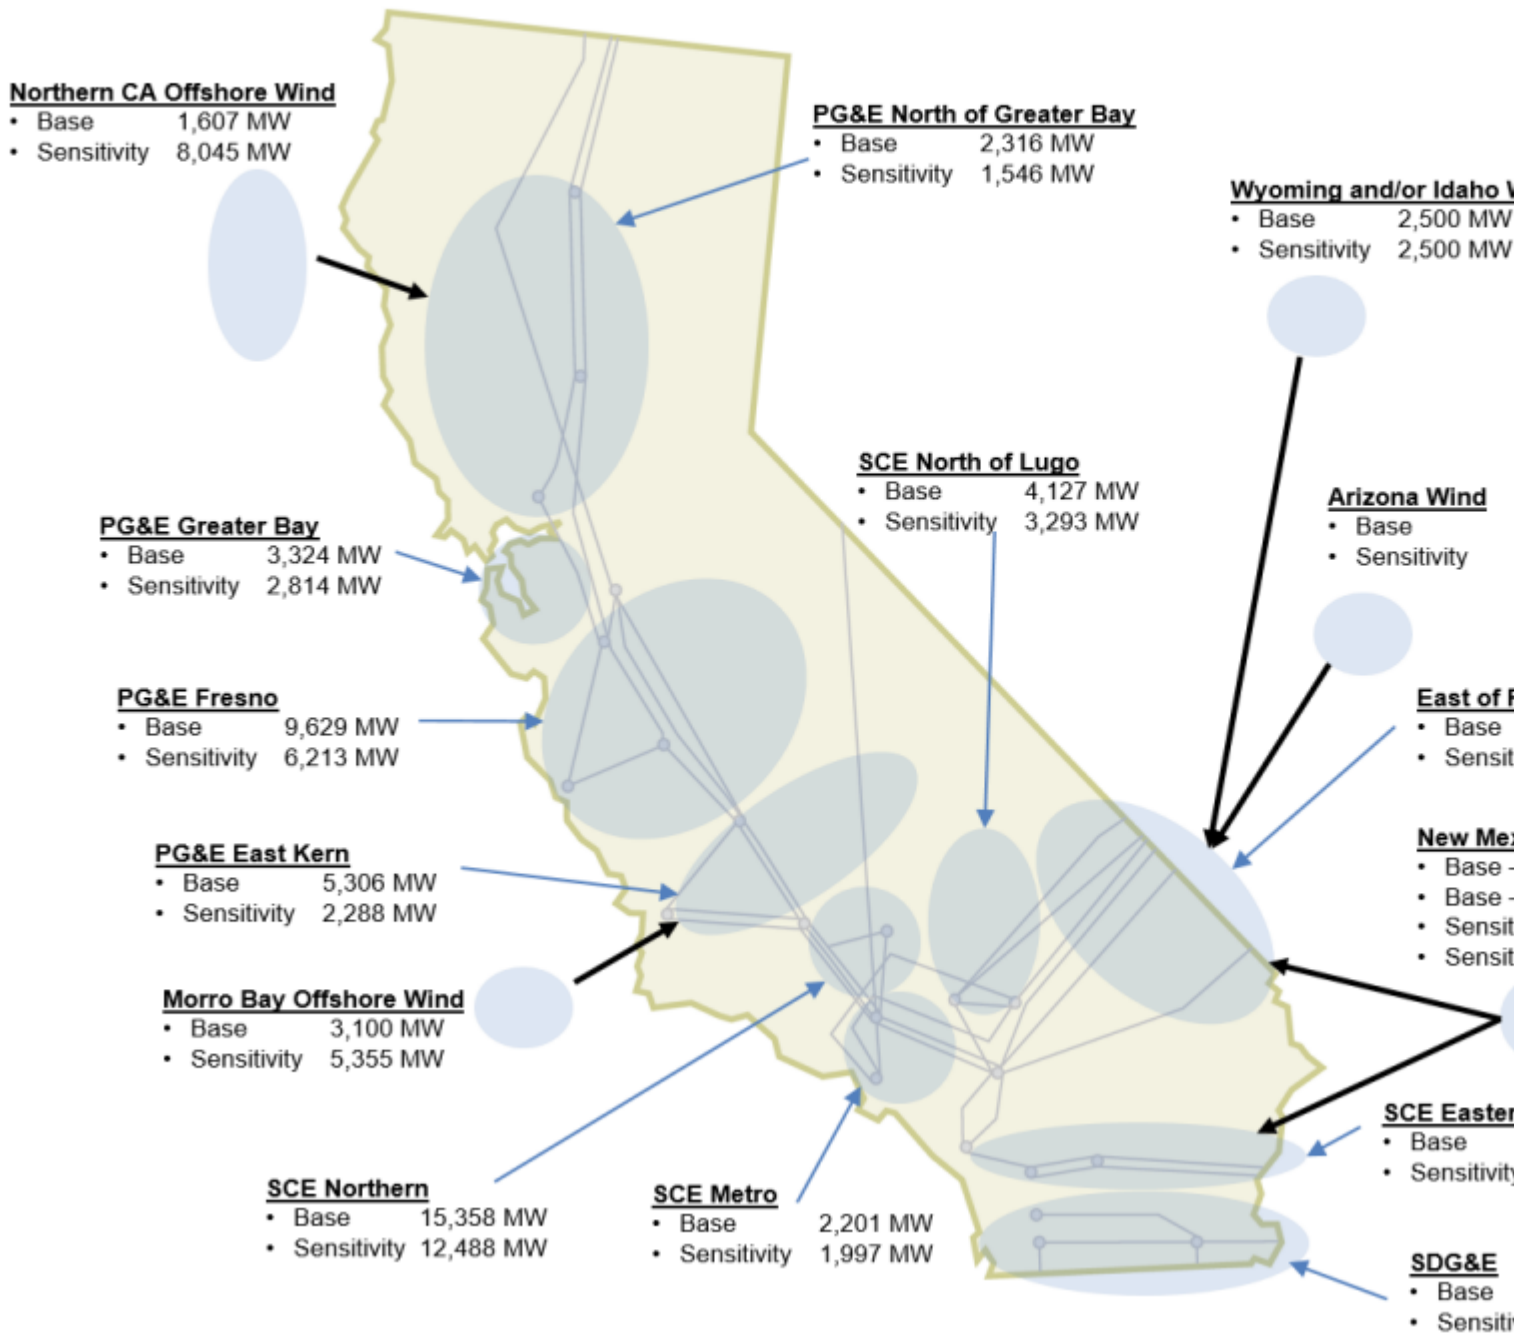 Northern CA Offshore Wind
• Base 1,607 MW
• Sensitivity 8,045 MW
PG&E North of Greater Bay
• Base 2,316 MW
• Sensitivity 1,546 MW
Wyoming and/or Idaho
• Base 2,500 MW
• Sensitivity 2,500 MW
SCE North of Lugo
• Base 4,127 MW
• Sensitivity 3,293 MW
Arizona Wind
• Base
• Sensitivity
PG&E Greater Bay
• Base 3,324 MW
• Sensitivity 2,814 MW
PG&E Fresno
• Base 9,629 MW
• Sensitivity 6,213 MW
East of
• Base
•
New
• Base -
• Base -
•
•
PG&E East Kern
• Base 5,306 MW
• Sensitivity 2,288 MW
Morro Bay Offshore Wind
• Base 3,100 MW
• Sensitivity 5,355 MW
SCE Northern
• Base 15,358 MW
• Sensitivity 12,488 MW
SCE Metro
• Base 2,201 MW
• Sensitivity 1,997 MW
SCE
• Base
• Sensitivity
SDG&E
• Base
•